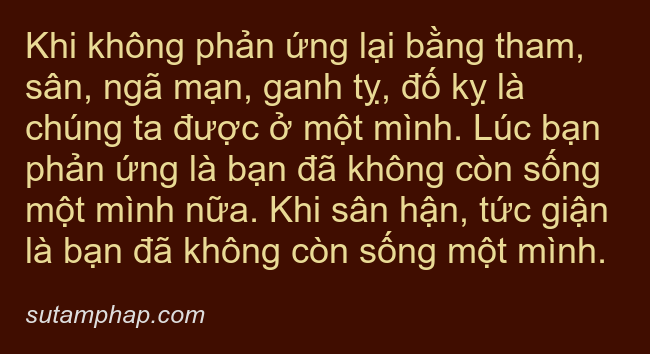 Khi không phản ứng lại bằng tham,
sân, ngã mạn, ganh tỵ, đố kỵ là
chúng ta được ở một mình. Lúc bạn
phản ứng là bạn đã không còn sống
một mình nữa. Khi sân hận, tức giận
là bạn đã không còn sống một mình.
sutamphap.com